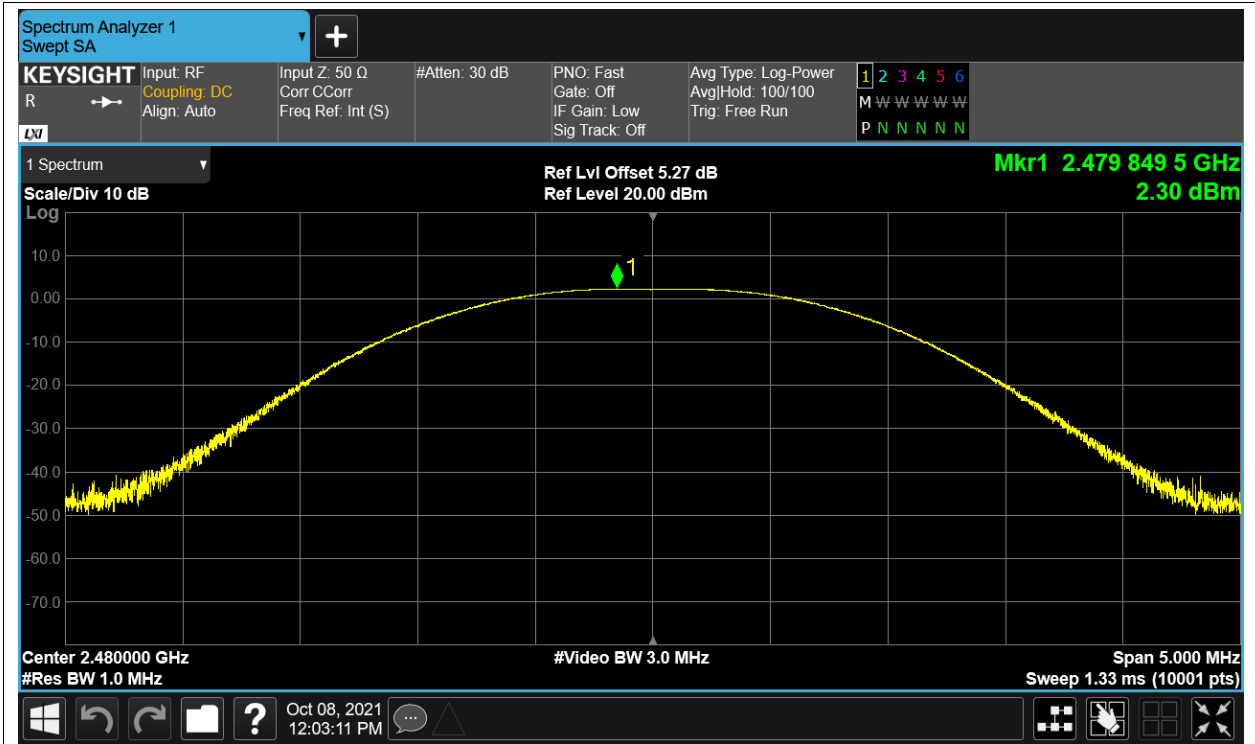 Spectrum Analyzer 1
Swept SA
KEYSIGHT
R
LXI
Input: RF
Coupling: DC
Align: Auto
Input Z: 50 Ω
Corr CCorr
Freq Ref: Int (S)
#Atten: 30 dB
PNO: Fast
Gate: Off
IF Gain: Low
Sig Track: Off
Avg Type: Log-Power
Avg|Hold: 100/100
Trig: Free Run
1 2 3 4 5 6
M W W W W W
P N N N N N
1 Spectrum
Scale/Div 10 dB
Log
Ref Lvl Offset 5.27 dB
Ref Level 20.00 dBm
Mkr1 2.479 849 5 GHz
2.30 dBm
1
10.0
0.00
-10.0
-20.0
-30.0
-40.0
-50.0
-60.0
-70.0
Center 2.480000 GHz
#Res BW 1.0 MHz
#Video BW 3.0 MHz
Span 5.000 MHz
Sweep 1.33 ms (10001 pts)
?
Oct 08, 2021
12:03:11 PM